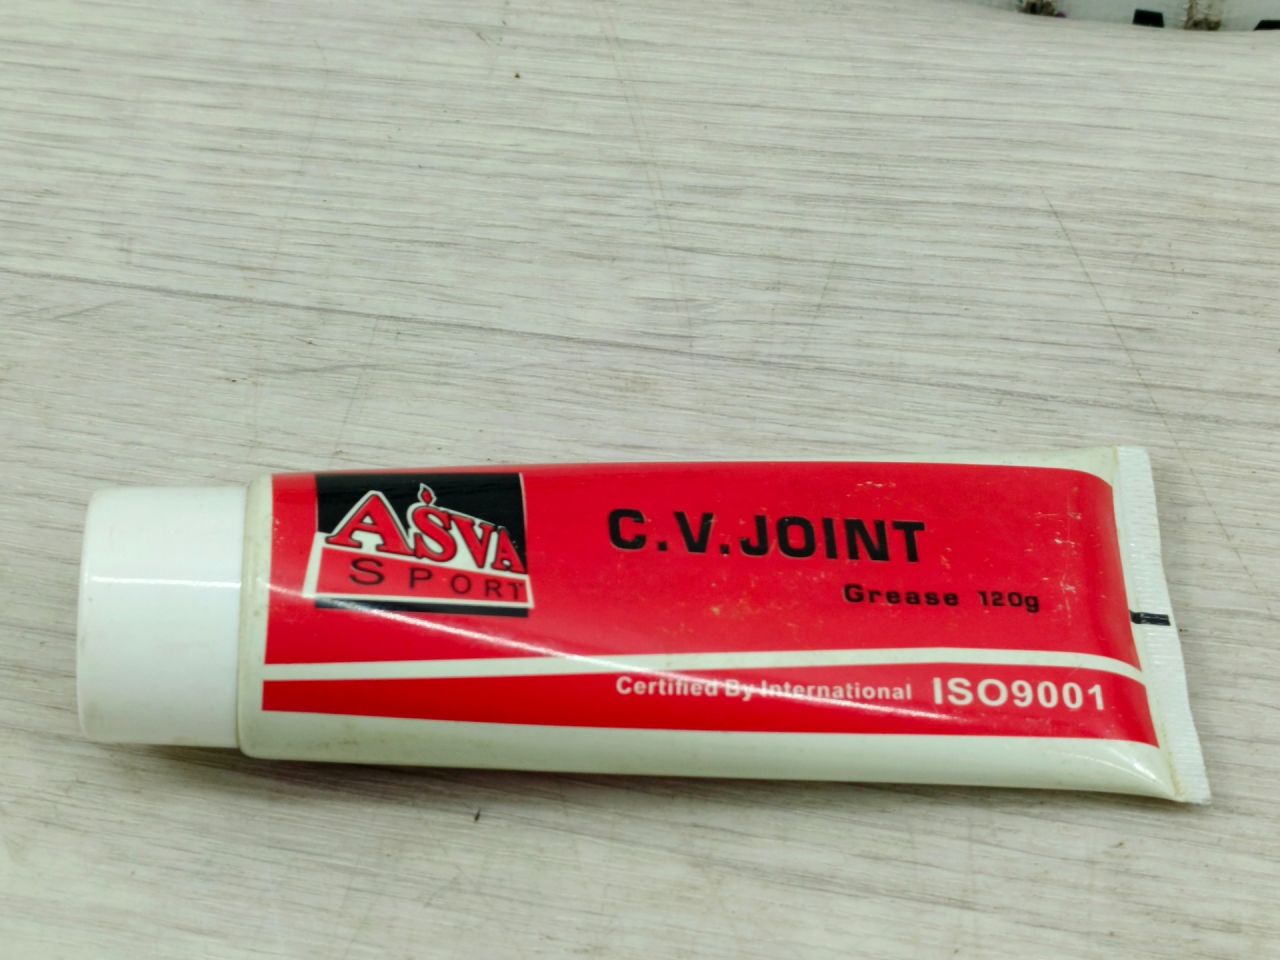 ASVA
SPORT
C.V.JOINT
Grease 120g
Certified By International ISO9001